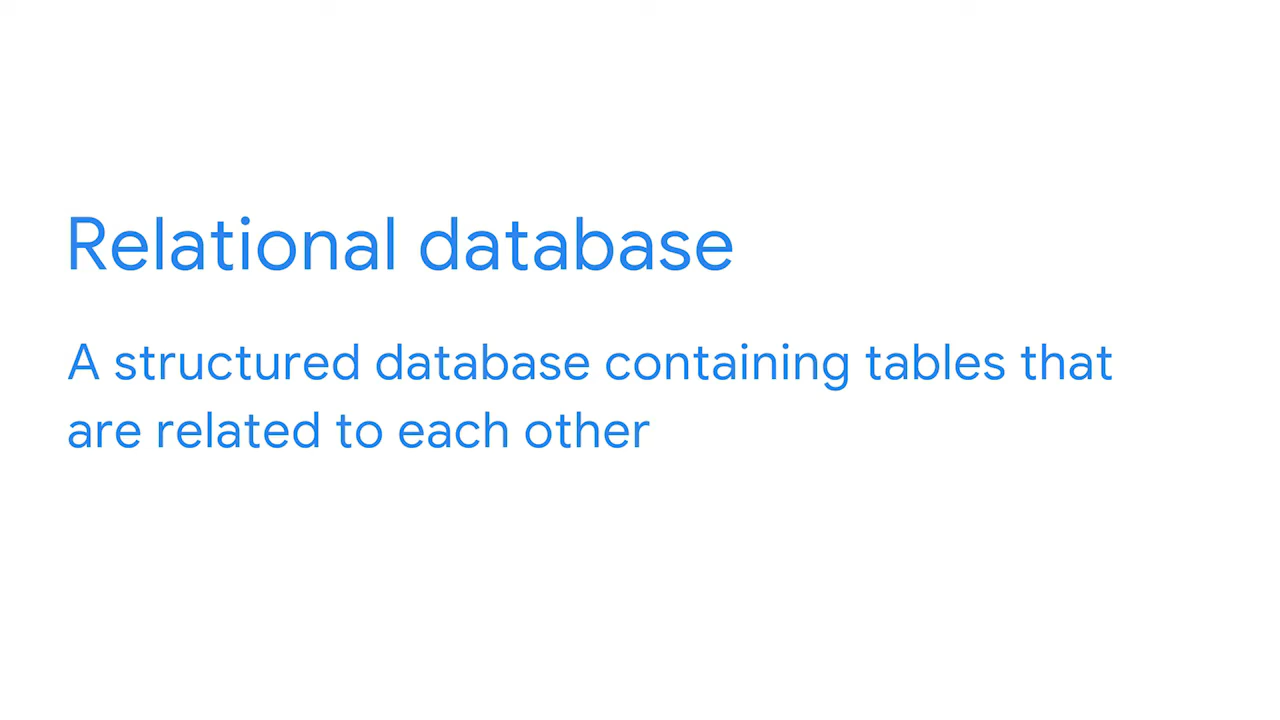 Relational database
A structured database containing tables that
are related to each other